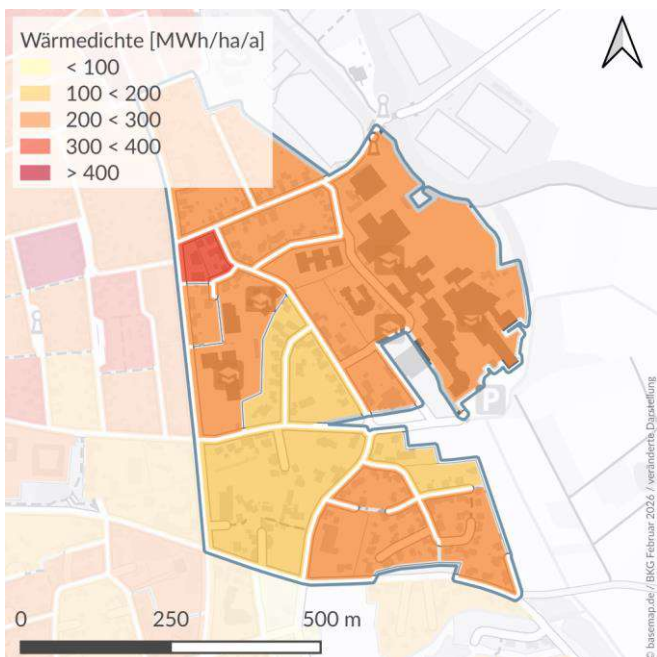 Wärmedichte [MWh/ha/a]
< 100
100 < 200
200 < 300
300 < 400
> 400
P
© basemap.de / BKG Februar 2026 / veränderte Darstellung
0 250 500 m